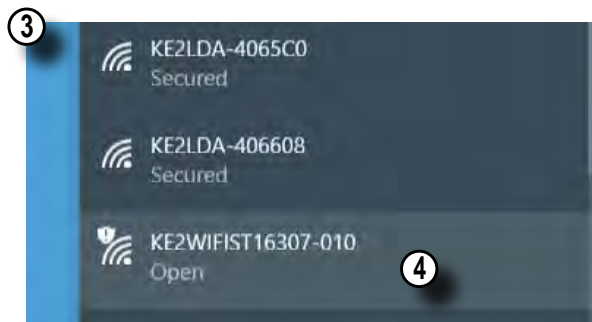 3
KE2LDA-4065C0
Secured
KE2LDA-406608
Secured
KE2WIFIST16307-010
Open
4